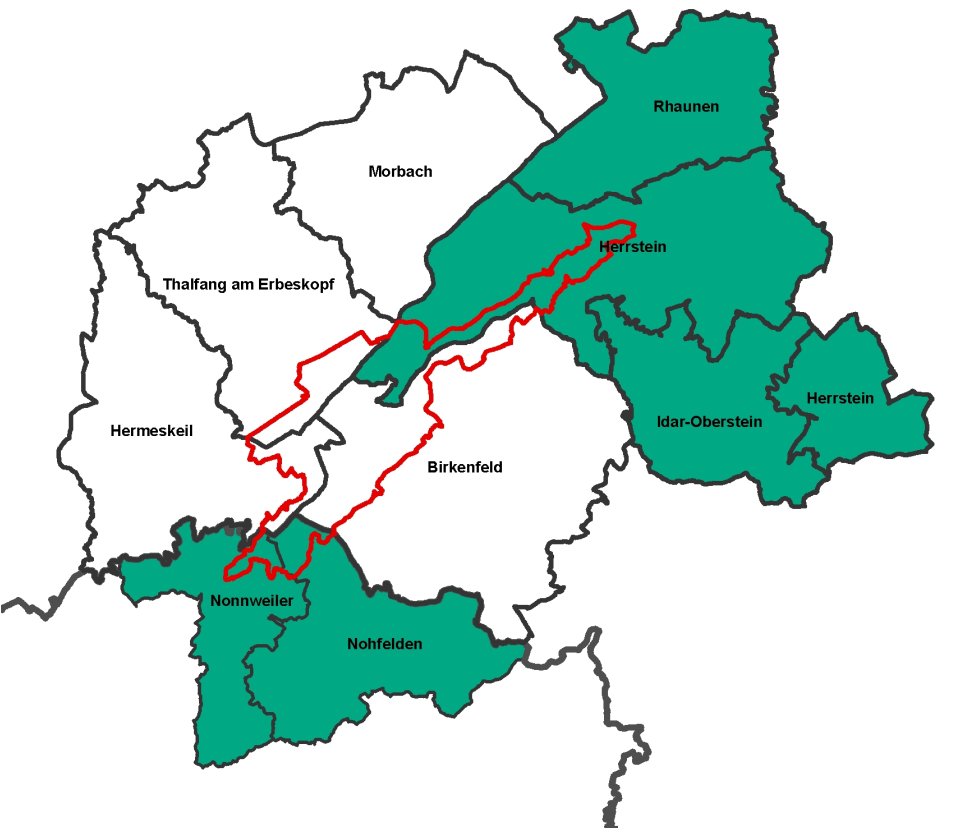 Rhaunen
Morbach
Herrstein
Thalfang am Erbeskopf
Herrstein
Idar-Oberstein
Hermeskeil
Birkenfeld
Nonnweiler
Nohfelden